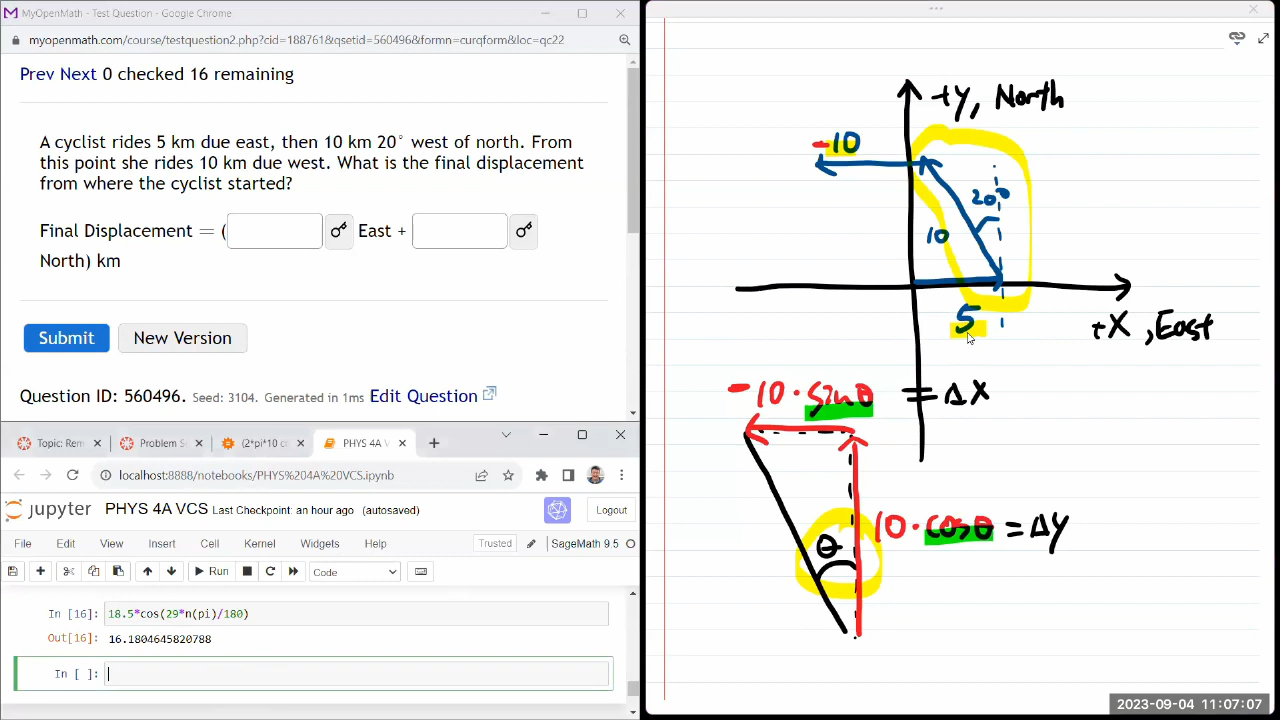 MyOpenMath - Test Question - Google Chrome
myopenmath.com/course/testquestion2.php?cid=188761&qsetid=560496&formn=curqform&loc=qc22
Prev Next 0 checked 10 remaining
A cyclist rides 5 km due east, then 10 km 20° west of north. From
this point she rides 10 km due west. What is the final displacement
from where the cyclist started?
Final Displacement = ( East +
North) km
Submit New Version
Question ID: 560496. Seed: 3104. Generated in 1ms Edit Question
Topic Rem Problem S (2*pi*10 co PHYS 4A V
localhost:8888/notebooks/PHYS%204A%20VCS.ipynb
jupyter PHYS 4A VCS Last Checkpoint: an hour ago (autosaved) Logout
File Edit View Insert Cell Kernel Widgets Help Trusted SageMath 9.5
Run Code
In [16]:
Out[16]: 16.1804645820788
In [ ]:
+Y, North
-10
20°
10
5
+X, East
-10 · sinθ = ΔX
10 · cosθ = ΔY
θ
2023-09-04 11:07:07